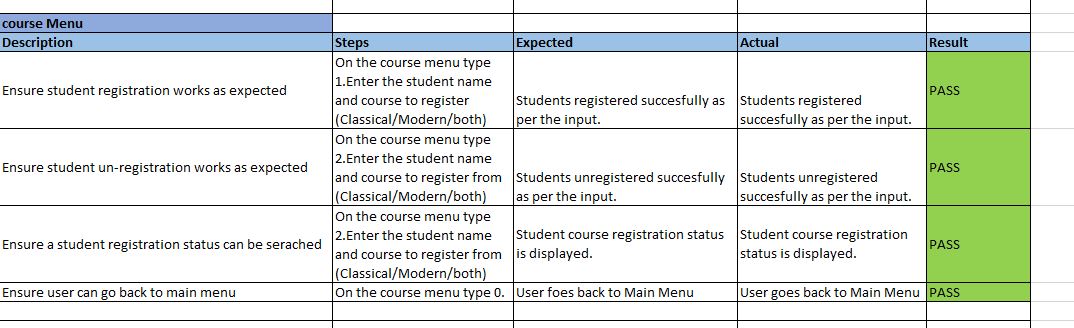 course Menu
Description Steps Expected Actual Result
Ensure student registration works as expected
On the course menu type
1.Enter the student name
and course to register
(Classical/Modern/both)
Students registered succesfully as
per the input.
Students registered
succesfully as per the input.
PASS
Ensure student un-registration works as expected
On the course menu type
2.Enter the student name
and course to register from
(Classical/Modern/both)
Students unregistered succesfully
as per the input.
Students unregistered
succesfully as per the input.
PASS
Ensure a student registration status can be serached
On the course menu type
2.Enter the student name
and course to register from
(Classical/Modern/both)
Student course registration status
is displayed.
Student course registration
status is displayed.
PASS
Ensure user can go back to main menu
On the course menu type 0.
User foes back to Main Menu
User goes back to Main Menu
PASS